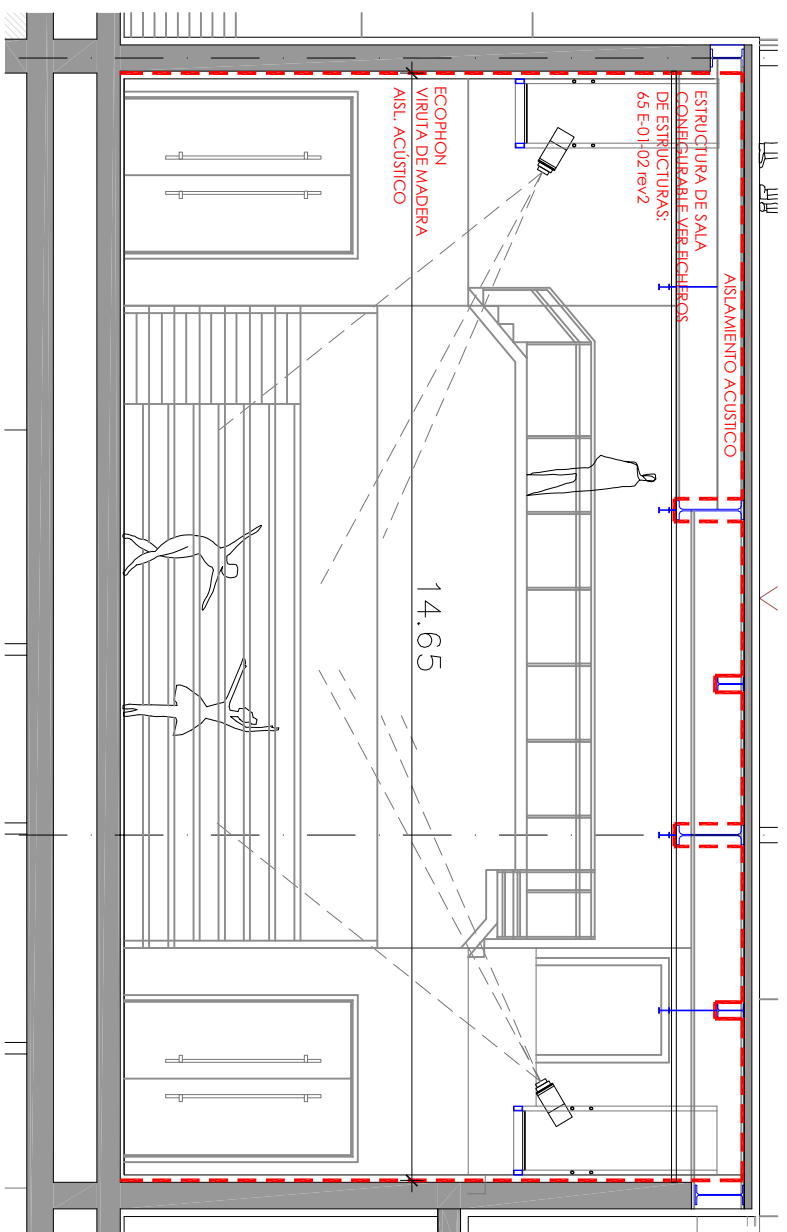 AISLAMIENTO ACUSTICO
ESTRUCTURA DE SALA
CONFIGURABLE VER FICHEROS
DE ESTRUCTURAS:
65 E-01-02 rev2
ECOPHON
VIRUTA DE MADERA
AISL. ACÚSTICO
14.65